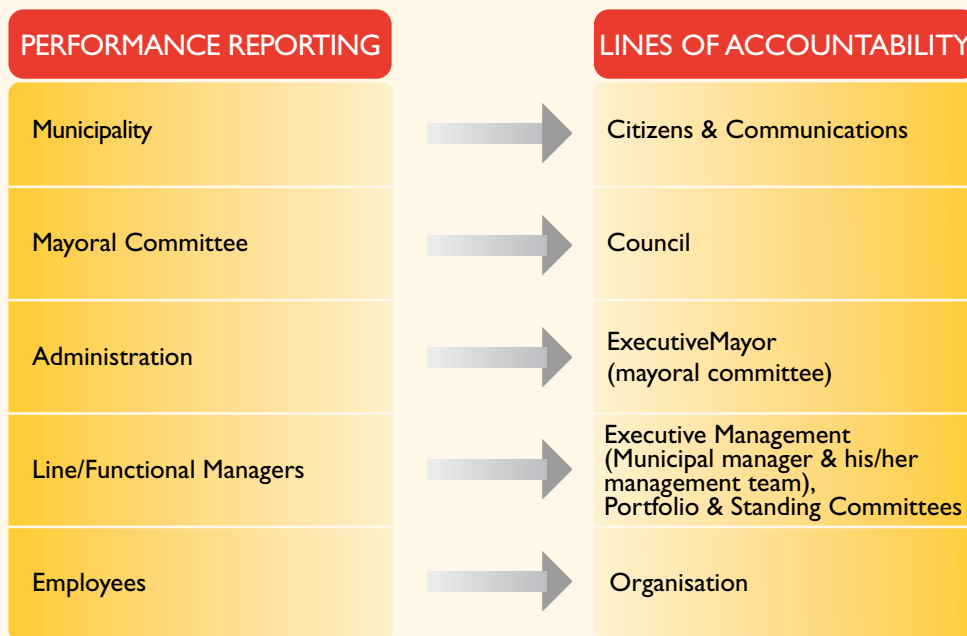 PERFORMANCE REPORTING
LINES OF ACCOUNTABILITY
Municipality
Citizens & Communications
Mayoral Committee
Council
Administration
ExecutiveMayor
(mayoral committee)
Line/Functional Managers
Executive Management
(Municipal manager & his/her
management team),
Portfolio & Standing Committees
Employees
Organisation